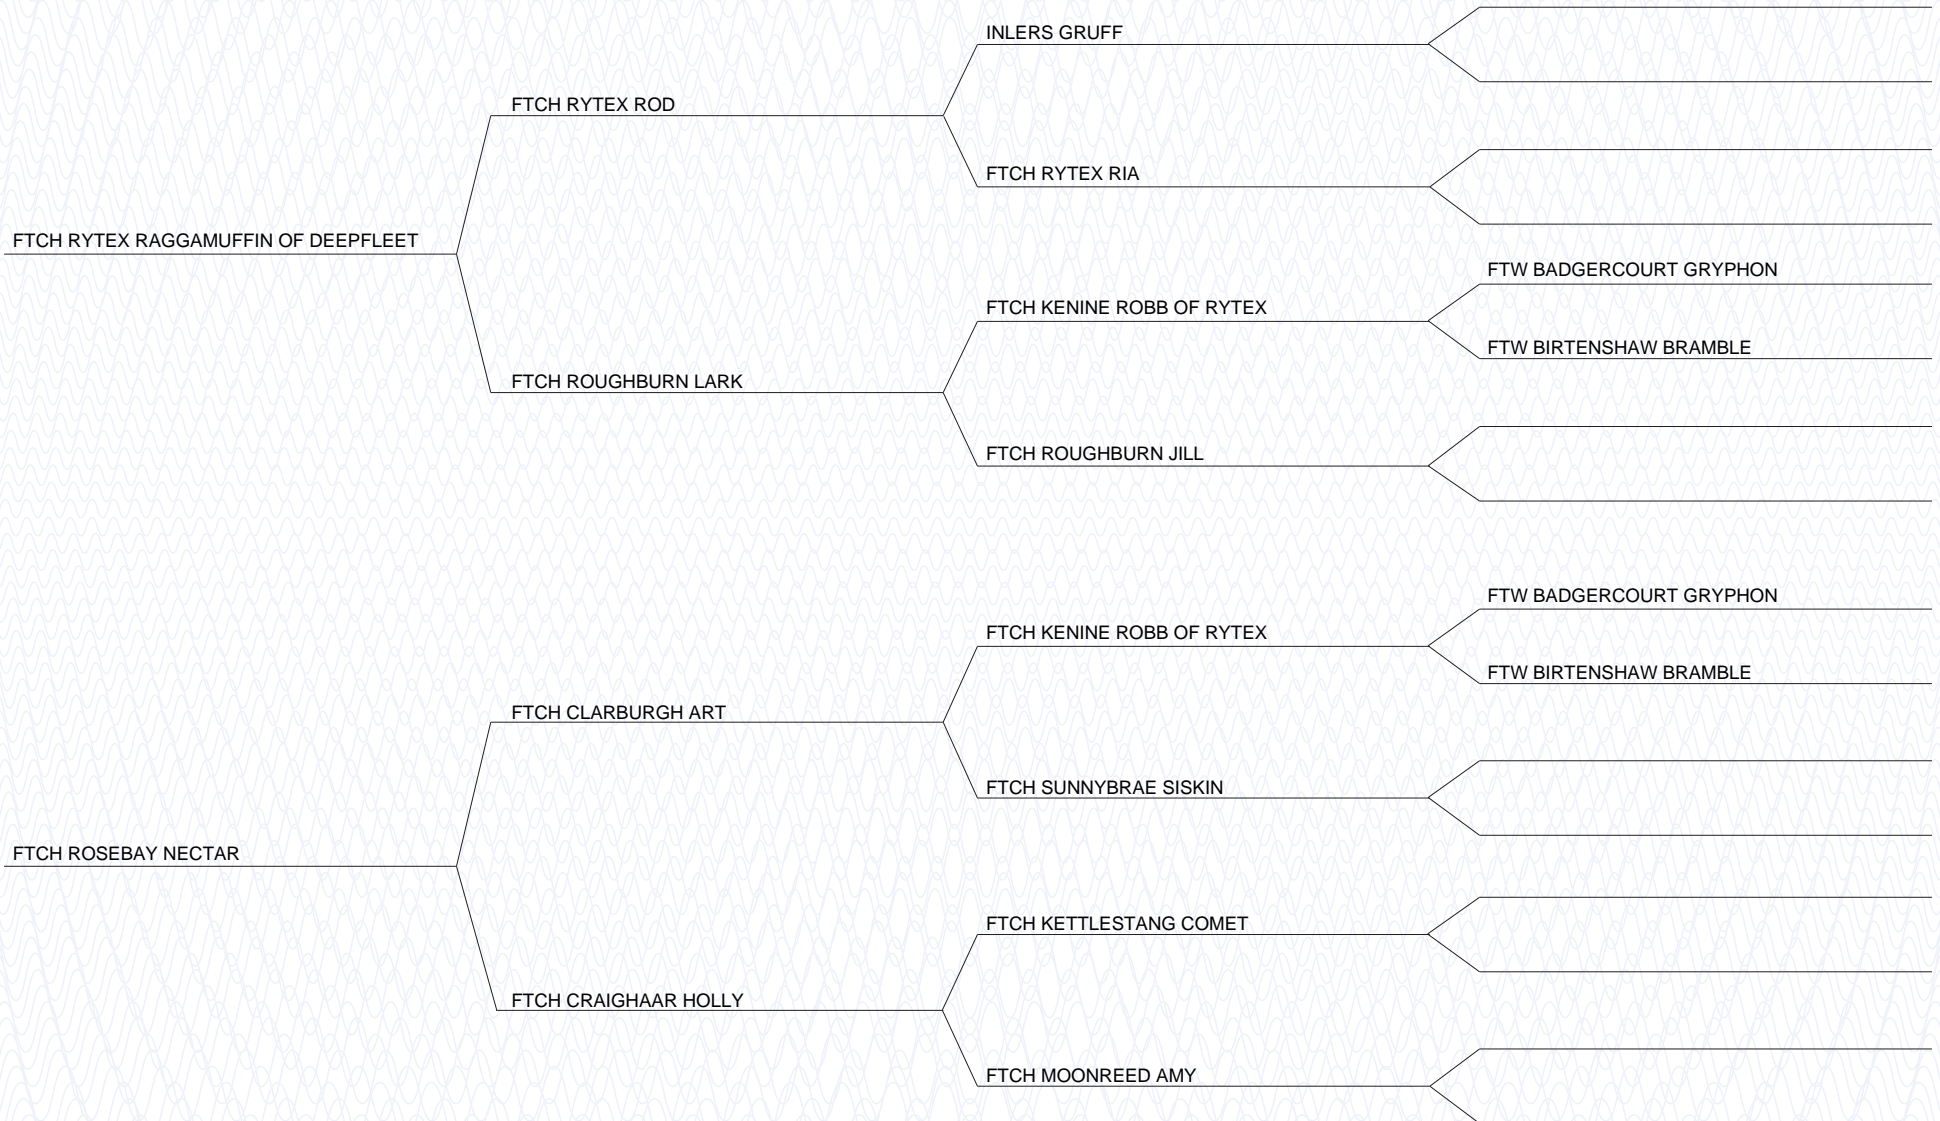 INLERS GRUFF
FTCH RYTEX ROD
FTCH RYTEX RIA
FTCH RYTEX RAGGAMUFFIN OF DEEPFLEET
FTW BADGERCOURT GRYPHON
FTCH KENINE ROBB OF RYTEX
FTW BIRTENSHAW BRAMBLE
FTCH ROUGHBURN LARK
FTCH ROUGHBURN JILL
FTW BADGERCOURT GRYPHON
FTCH KENINE ROBB OF RYTEX
FTW BIRTENSHAW BRAMBLE
FTCH CLARBURGH ART
FTCH SUNNYBRAE SISKIN
FTCH ROSEBAY NECTAR
FTCH KETTLESTANG COMET
FTCH CRAIGHAAR HOLLY
FTCH MOONREED AMY